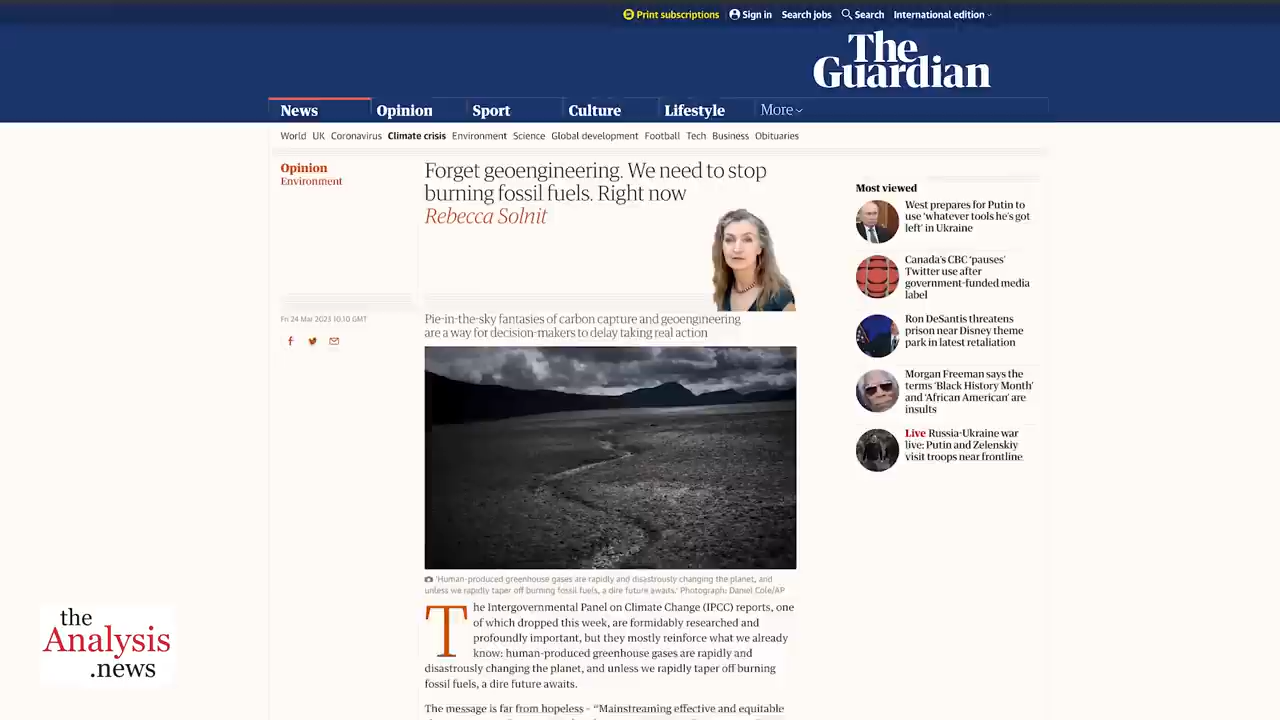 Print subscriptions
Sign in
Search jobs
Search
International edition
The
Guardian
News
Opinion
Sport
Culture
Lifestyle
More
World
UK
Coronavirus
Climate crisis
Environment
Science
Global development
Football
Tech
Business
Obituaries
Opinion
Environment
Forget geoengineering. We need to stop
burning fossil fuels. Right now
Rebecca Solnit
Fri 24 Mar 2023 10.10 GMT
Pie-in-the-sky fantasies of carbon capture and geoengineering
are a way for decision-makers to delay taking real action
'Human-produced greenhouse gases are rapidly and disastrously changing the planet, and
unless we rapidly taper off burning fossil fuels, a dire future awaits.' Photograph: Daniel Cole/AP
The Intergovernmental Panel on Climate Change (IPCC) reports, one
of which dropped this week, are formidably researched and
profoundly important, but they mostly reinforce what we already
know: human-produced greenhouse gases are rapidly and
disastrously changing the planet, and unless we rapidly taper off burning
fossil fuels, a dire future awaits.
The message is far from hopeless – "Mainstreaming effective and equitable
Most viewed
West prepares for Putin to
use 'whatever tools he's got
left' in Ukraine
Canada's CBC 'pauses'
Twitter use after
government-funded media
label
Ron DeSantis threatens
prison near Disney theme
park in latest retaliation
Morgan Freeman says the
terms 'Black History Month'
and 'African American' are
insults
Live Russia-Ukraine war
live: Putin and Zelenskiy
visit troops near frontline
the
Analysis
.news